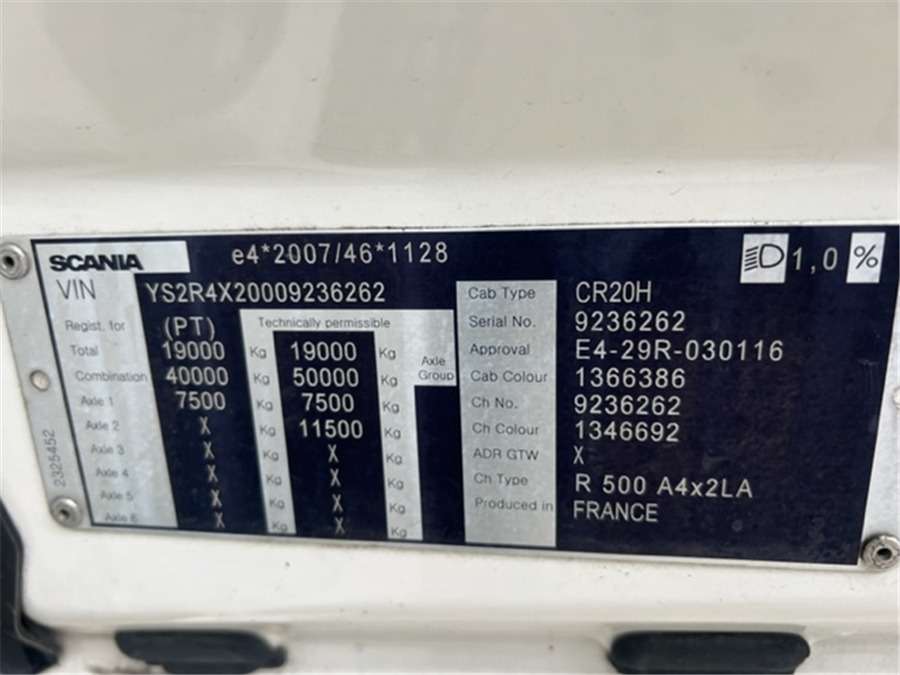 SCANIA e4*2007/46*1128 1,0 %
VIN YS2R4X20009236262
Regist. for (PT) Technically permissible
Total 19000 Kg 19000 Kg Axle
Combination 40000 Kg 50000 Kg Group
Axle 1 7500 Kg 7500 Kg
Axle 2 X Kg 11500 Kg
Axle 3 X Kg X Kg
Axle 4 X Kg X Kg
Axle 5 X Kg X Kg
Axle 6 X Kg X Kg
2325452
Cab Type CR20H
Serial No. 9236262
Approval E4-29R-030116
Cab Colour 1366386
Ch No. 9236262
Ch Colour 1346692
ADR GTW X
Ch Type R 500 A4x2LA
Produced in FRANCE